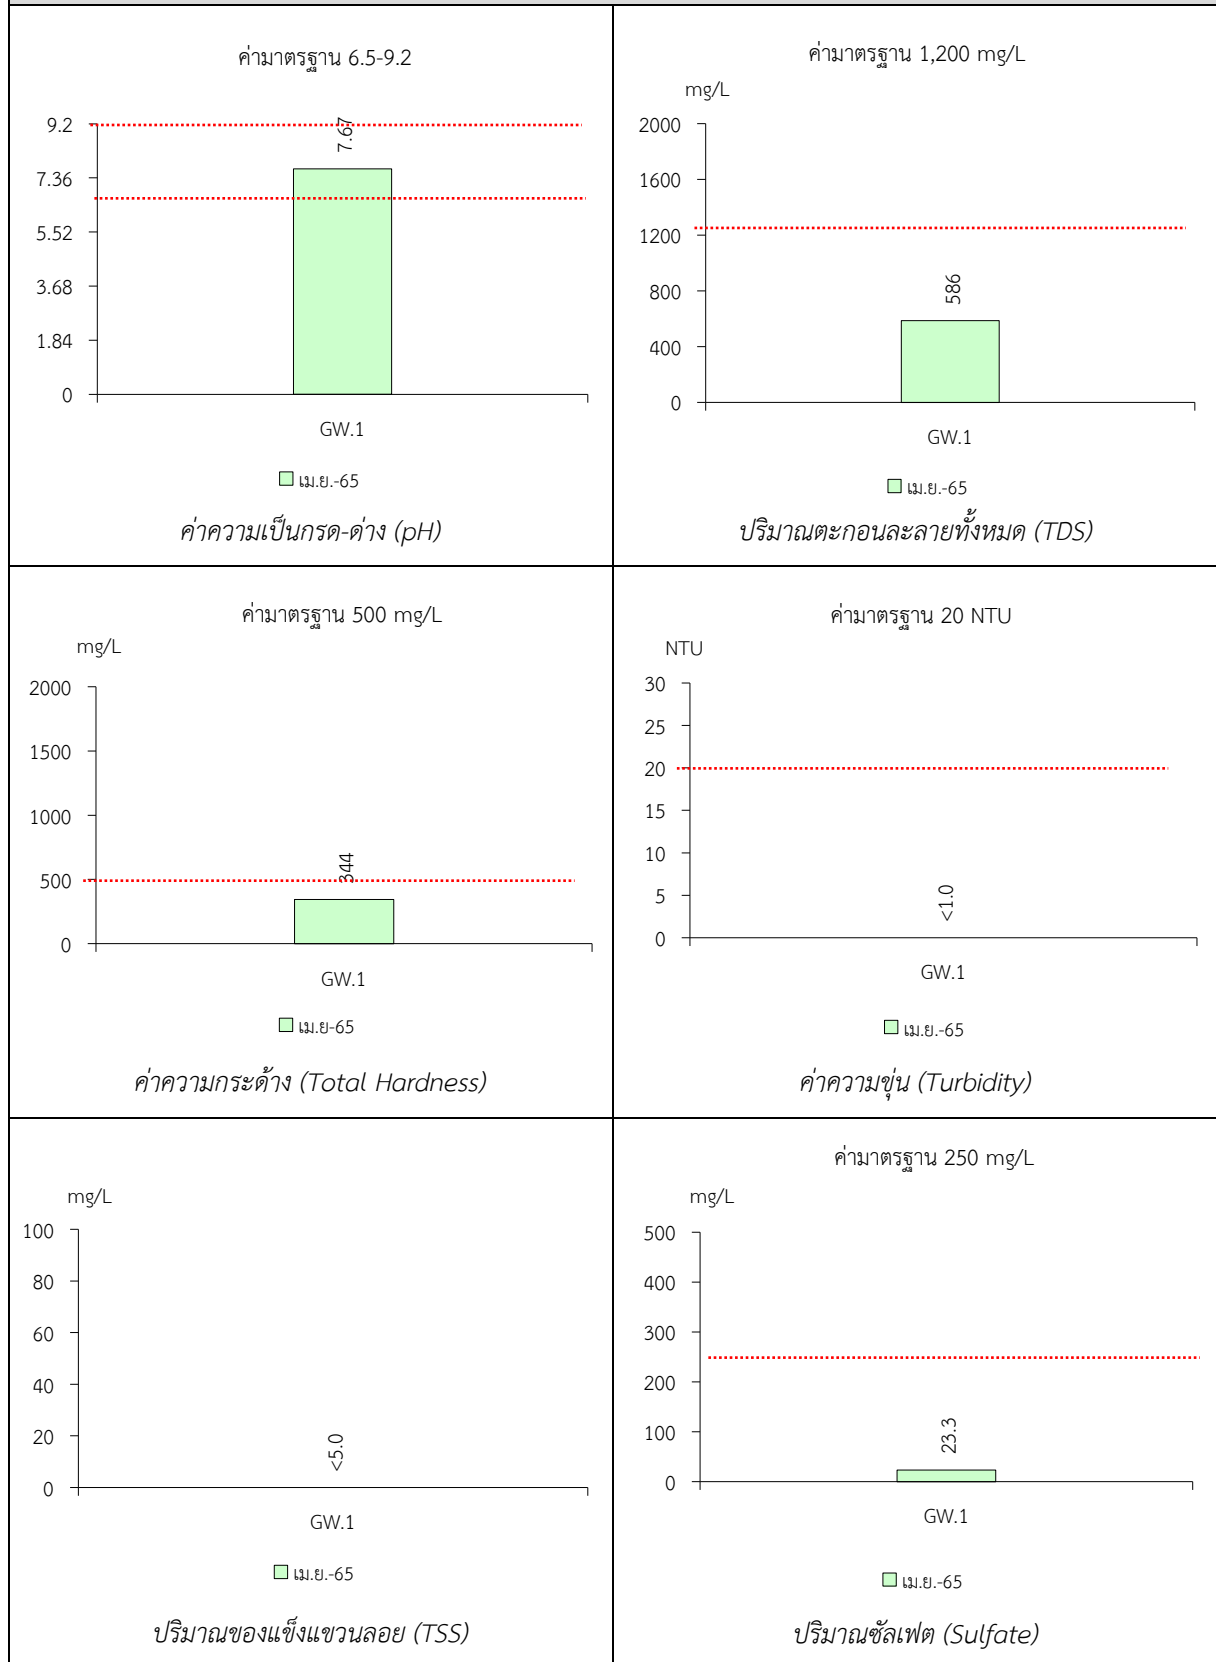 ค่ามาตรฐาน 6.5-9.2
9.2
7.36
5.52
3.68
1.84
0
7.67
GW.1
เม.ย.-65
ค่าความเป็นกรด-ด่าง (pH)
ค่ามาตรฐาน 1,200 mg/L
mg/L
2000
1600
1200
800
400
0
586
GW.1
เม.ย.-65
ปริมาณตะกอนละลายทั้งหมด (TDS)
ค่ามาตรฐาน 500 mg/L
mg/L
2000
1500
1000
500
0
344
GW.1
เม.ย-65
ค่าความกระด้าง (Total Hardness)
ค่ามาตรฐาน 20 NTU
NTU
30
25
20
15
10
5
0
<1.0
GW.1
เม.ย.-65
ค่าความขุ่น (Turbidity)
mg/L
100
80
60
40
20
0
<5.0
GW.1
เม.ย.-65
ปริมาณของแข็งแขวนลอย (TSS)
ค่ามาตรฐาน 250 mg/L
mg/L
500
400
300
200
100
0
23.3
GW.1
เม.ย.-65
ปริมาณซัลเฟต (Sulfate)